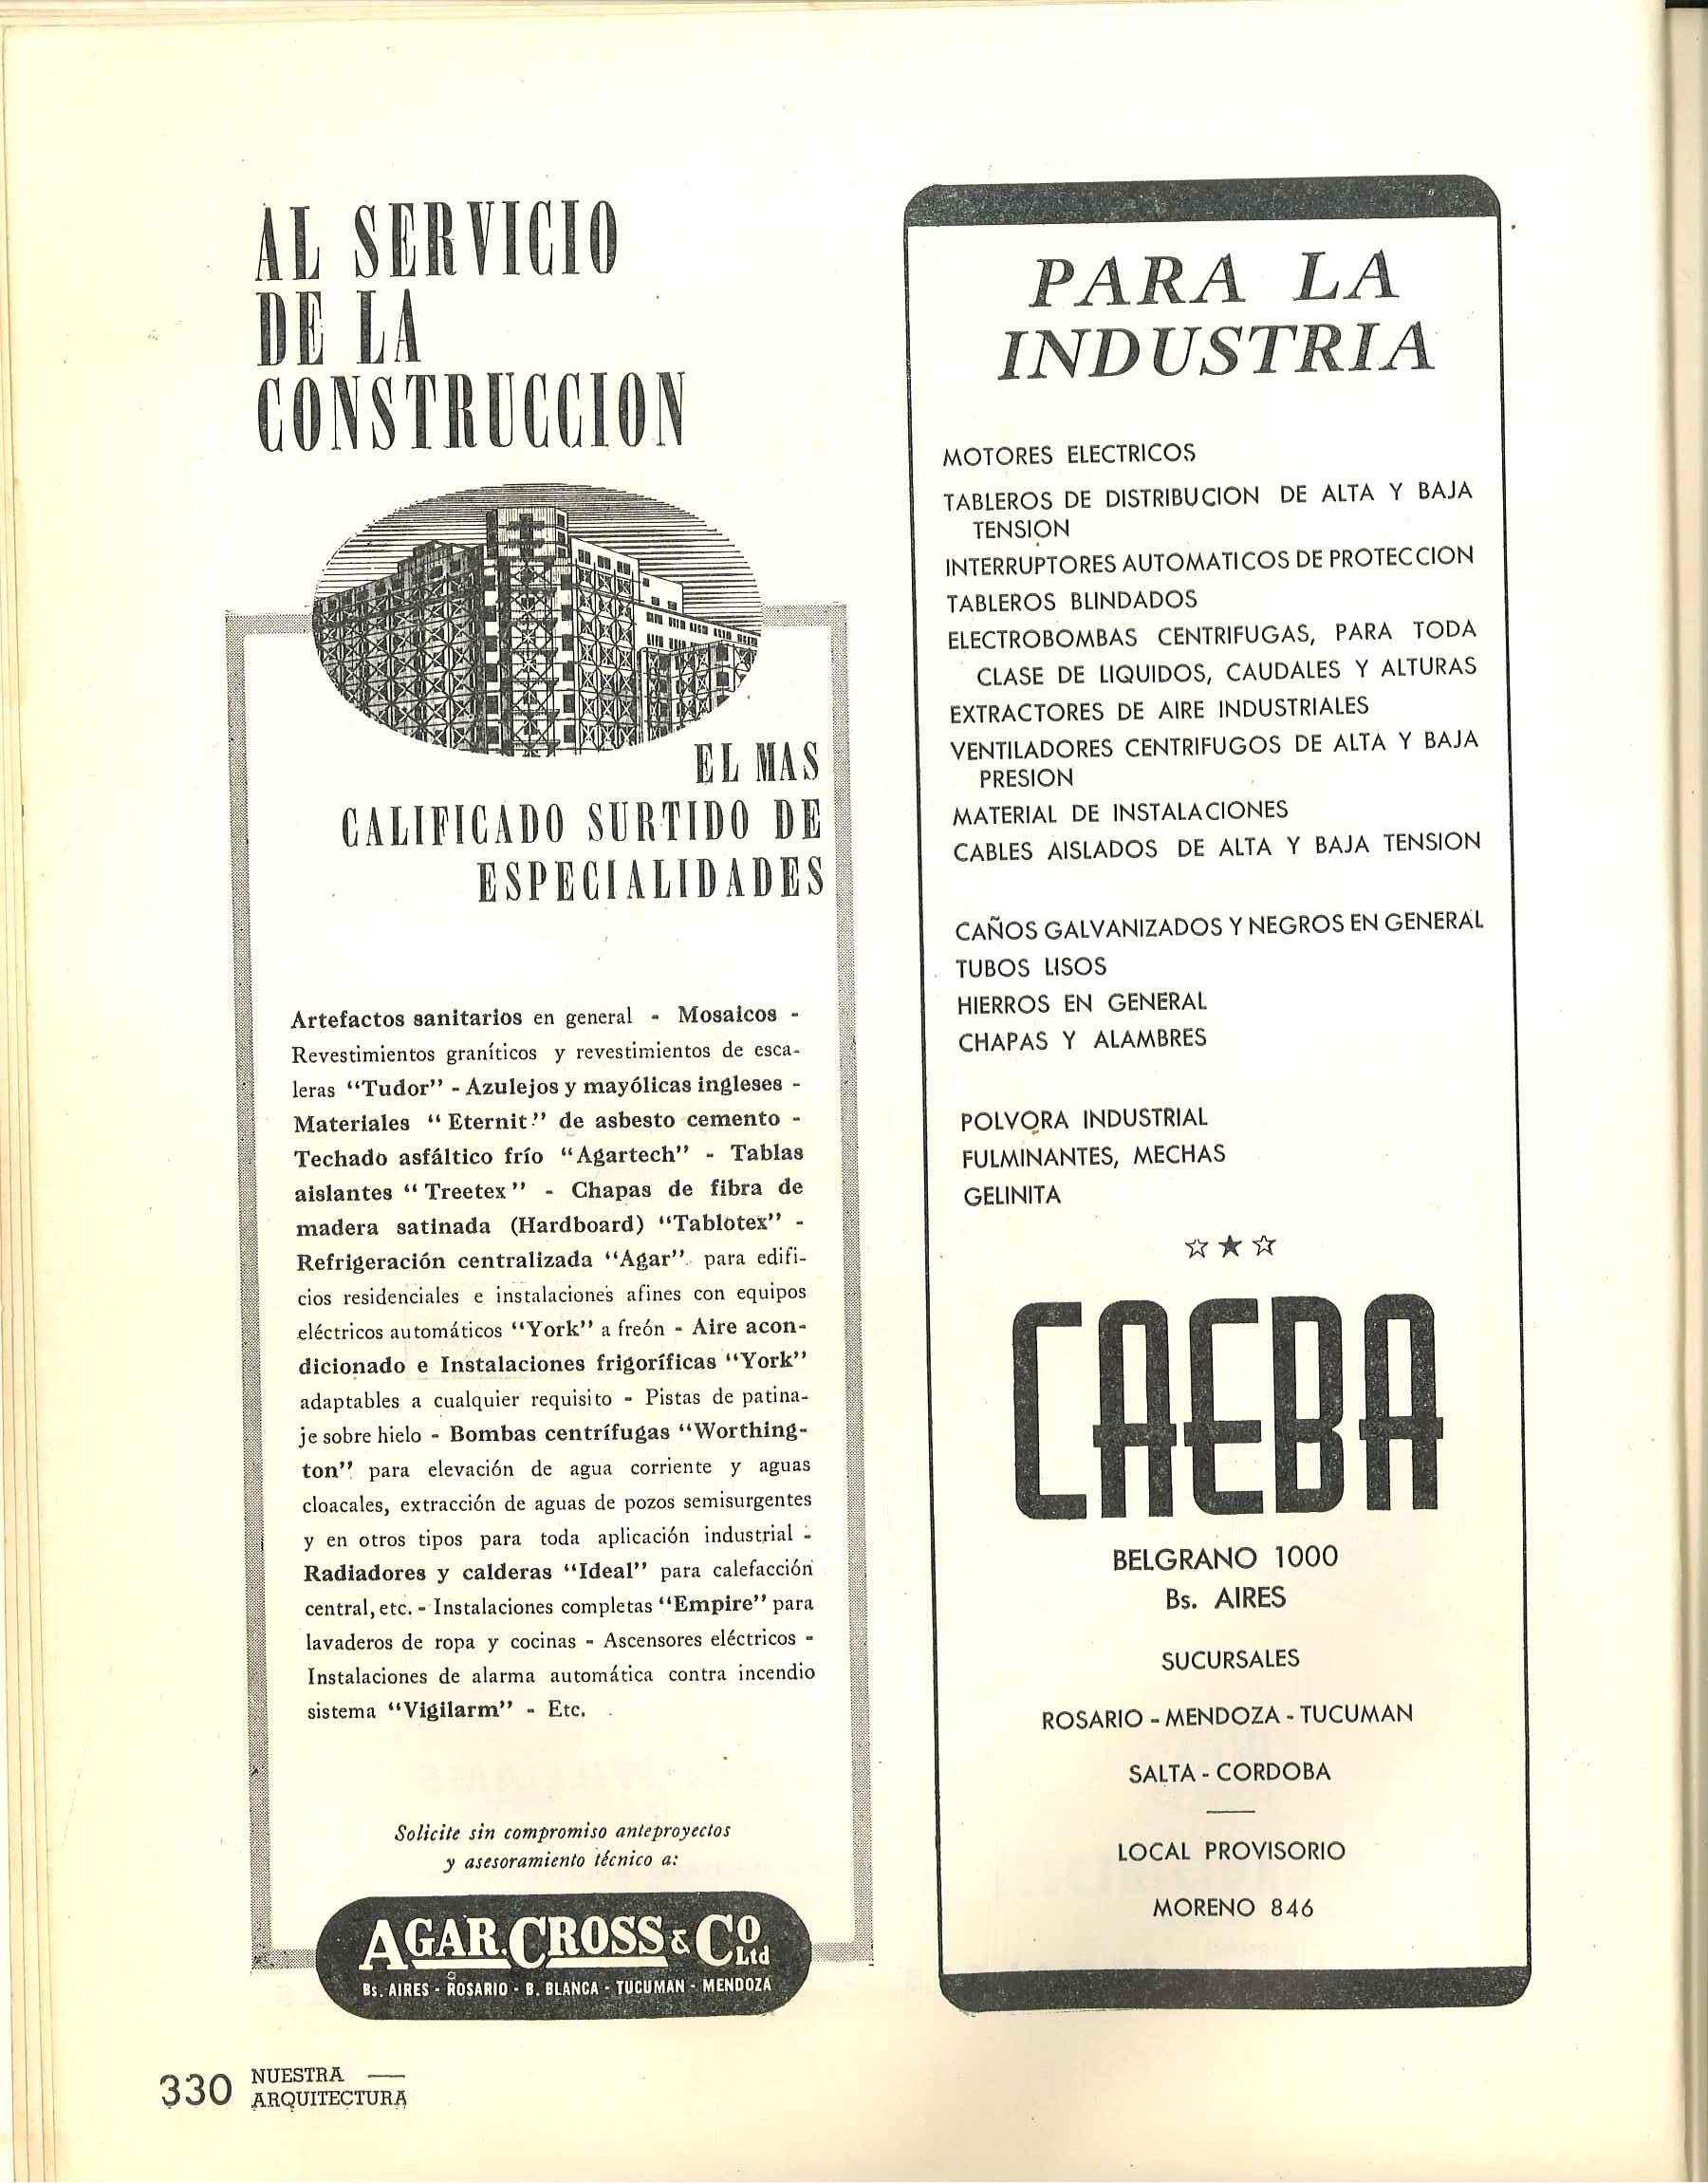 AL SERVICIO
DE LA
CONSTRUCCION
EL MAS
CALIFICADO SURTIDO DE
ESPECIALIDADES
Artefactos sanitarios en general - Mosaicos -
Revestimientos graníticos y revestimientos de esca-
leras "Tudor" - Azulejos y mayólicas ingleses -
Materiales "Eternit" de asbesto cemento -
Techado asfáltico frío "Agartech" - Tablas
aislantes "Treetex" - Chapas de fibra de
madera satinada (Hardboard) "Tablotex" -
Refrigeración centralizada "Agar" para edifi-
cios residenciales e instalaciones afines con equipos
eléctricos automáticos "York" a freón - Aire acon-
dicionado e Instalaciones frigoríficas "York"
adaptables a cualquier requisito - Pistas de patina-
je sobre hielo - Bombas centrífugas "Worthing-
ton" para elevación de agua corriente y aguas
cloacales, extracción de aguas de pozos semisurgentes
y en otros tipos para toda aplicación industrial -
Radiadores y calderas "Ideal" para calefacción
central, etc. - Instalaciones completas "Empire" para
lavaderos de ropa y cocinas - Ascensores eléctricos -
Instalaciones de alarma automática contra incendio
sistema "Vigilarm" - Etc.
Solicite sin compromiso anteproyectos
y asesoramiento técnico a:
AGAR, CROSS & Co Ltd
Bs. AIRES - ROSARIO - B. BLANCA - TUCUMAN - MENDOZA
PARA LA
INDUSTRIA
MOTORES ELECTRICOS
TABLEROS DE DISTRIBUCION DE ALTA Y BAJA
TENSION
INTERRUPTORES AUTOMATICOS DE PROTECCION
TABLEROS BLINDADOS
ELECTROBOMBAS CENTRIFUGAS, PARA TODA
CLASE DE LIQUIDOS, CAUDALES Y ALTURAS
EXTRACTORES DE AIRE INDUSTRIALES
VENTILADORES CENTRIFUGOS DE ALTA Y BAJA
PRESION
MATERIAL DE INSTALACIONES
CABLES AISLADOS DE ALTA Y BAJA TENSION
CAÑOS GALVANIZADOS Y NEGROS EN GENERAL
TUBOS LISOS
HIERROS EN GENERAL
CHAPAS Y ALAMBRES
POLVORA INDUSTRIAL
FULMINANTES, MECHAS
GELINITA
CAEBA
BELGRANO 1000
Bs. AIRES
SUCURSALES
ROSARIO - MENDOZA - TUCUMAN
SALTA - CORDOBA
LOCAL PROVISORIO
MORENO 846
330 NUESTRA
ARQUITECTURA